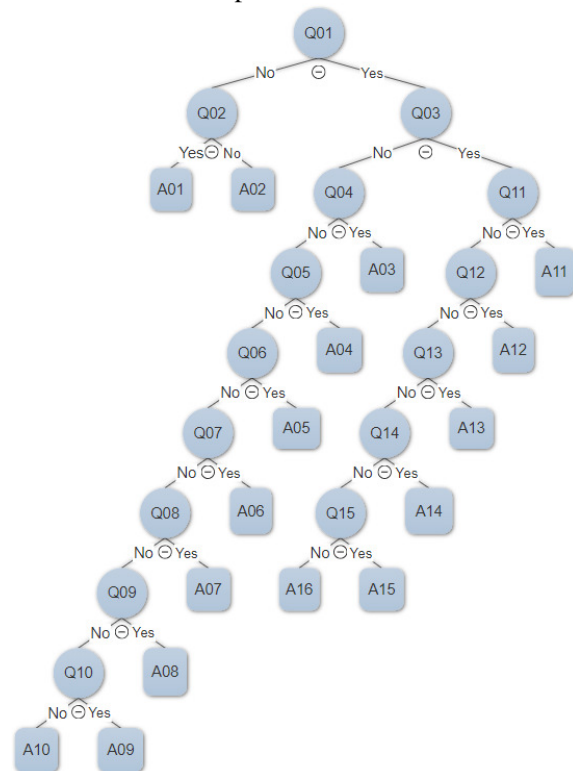 Q01
No Yes
Q02 Q03
Yes No No Yes
A01 A02 Q04 Q11
No Yes No Yes
Q05 A03 Q12 A11
No Yes No Yes
Q06 A04 Q13 A12
No Yes No Yes
Q07 A05 Q14 A13
No Yes No Yes
Q08 A06 Q15 A14
No Yes No Yes
Q09 A07 A16 A15
No Yes
Q10 A08
No Yes
A10 A09